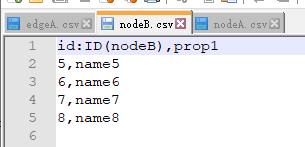 edgeA.csv nodeB.csv nodeA.csv
1 id:ID(nodeB),prop1
2 5,name5
3 6,name6
4 7,name7
5 8,name8
6